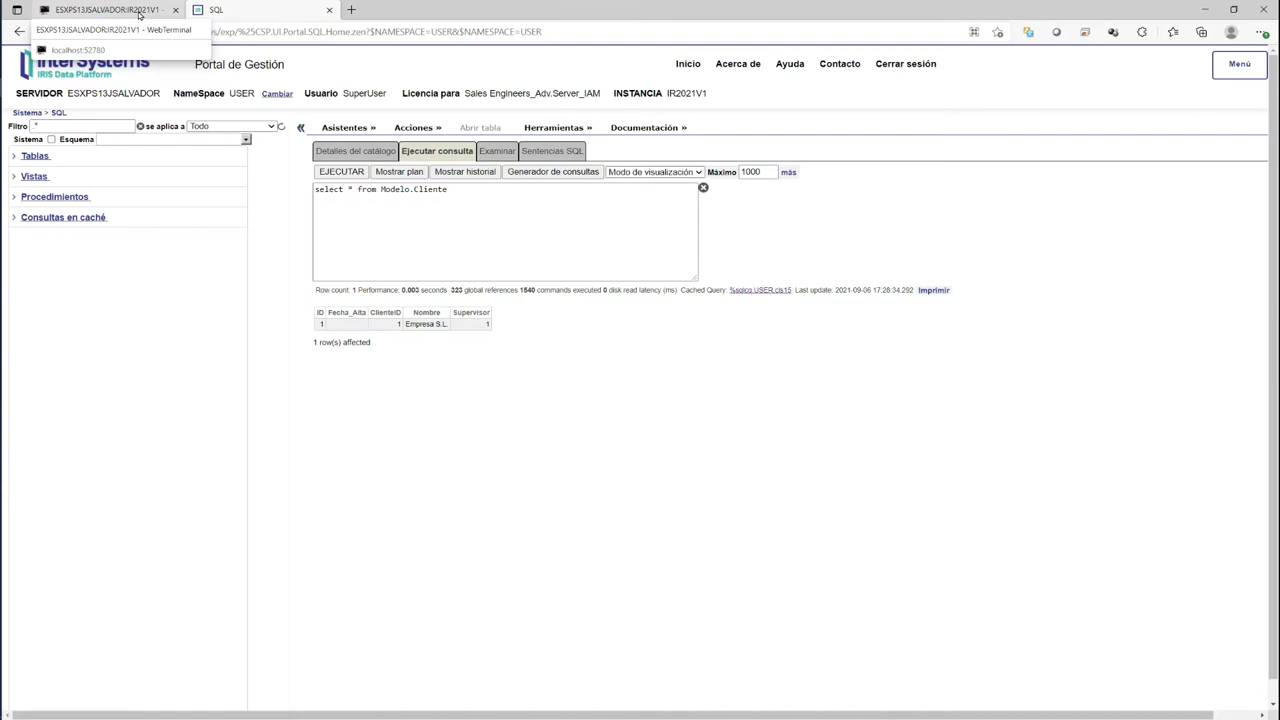 ESXPS13JSALVADOR:IR2021V1 -
SQL
ESXPS13JSALVADOR:IR2021V1 - WebTerminal
localhost:52780
/exp/%25CSP.UI.Portal.SQL.Home.zen?$NAMESPACE=USER&$NAMESPACE=USER
InterSystems
IRIS Data Platform
Portal de Gestión
Inicio Acerca de Ayuda Contacto Cerrar sesión
Menú
SERVIDOR ESXPS13JSALVADOR NameSpace USER Cambiar Usuario SuperUser Licencia para Sales Engineers_Adv.Server_IAM INSTANCIA IR2021V1
Sistema > SQL
Filtro .* se aplica a Todo
Sistema Esquema
Tablas
Vistas
Procedimientos
Consultas en caché
«
Asistentes » Acciones » Abrir tabla Herramientas » Documentación »
Detalles del catálogo Ejecutar consulta Examinar Sentencias SQL
EJECUTAR Mostrar plan Mostrar historial Generador de consultas Modo de visualización Máximo 1000 más
select * from Modelo.Cliente
Row count: 1 Performance: 0.003 seconds 323 global references 1540 commands executed 0 disk read latency (ms) Cached Query: %sqlcq.USER.cls15 Last update: 2021-09-06 17:28:34.292 Imprimir
ID Fecha_Alta ClienteID Nombre Supervisor
1 1 Empresa S.L. 1
1 row(s) affected